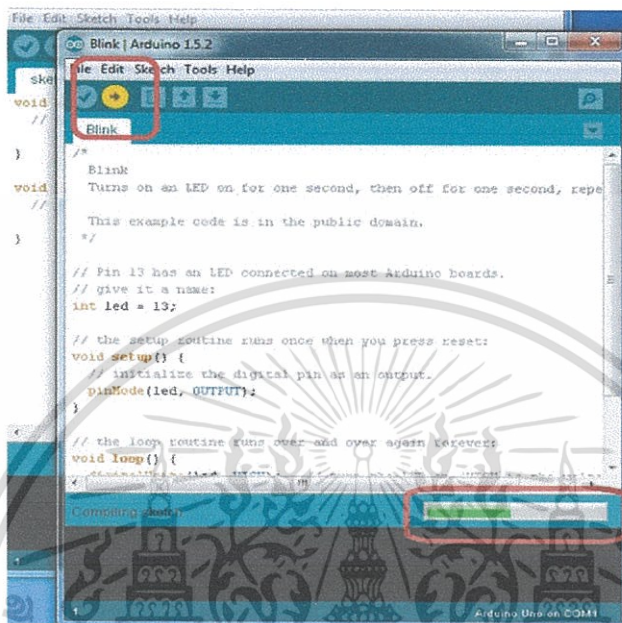 File Edit Sketch Tools Help
Blink | Arduino 1.5.2
File Edit Sketch Tools Help
ske
Blink
void
//
}
void
//
}
/*
Blink
Turns on an LED on for one second, then off for one second, repe
This example code is in the public domain.
*/
// Pin 13 has an LED connected on most Arduino boards.
// give it a name:
int led = 13;
// the setup routine runs once when you press reset:
void setup() {
// initialize the digital pin as an output.
pinMode(led, OUTPUT);
}
// the loop routine runs over and over again forever:
void loop() {
Compiling sketch
1
1
Arduino Uno on COM1